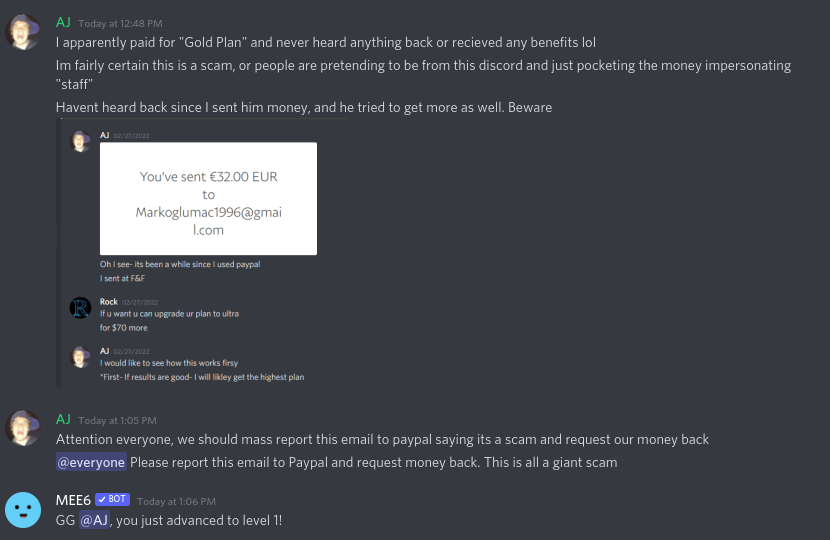 AJ Today at 12:48 PM
I apparently paid for "Gold Plan" and never heard anything back or recieved any benefits lol
Im fairly certain this is a scam, or people are pretending to be from this discord and just pocketing the money impersonating
"staff"
Havent heard back since I sent him money, and he tried to get more as well. Beware
AJ 02/27/2022
You've sent €32.00 EUR
to
Markoglumac1996@gmai
l.com
Oh I see- its been a while since I used paypal
I sent at F&F
R
Rock 02/27/2022
If u want u can upgrade ur plan to ultra
for $70 more
AJ 02/27/2022
I would like to see how this works firsy
*First- If results are good- I will likley get the highest plan
AJ Today at 1:05 PM
Attention everyone, we should mass report this email to paypal saying its a scam and request our money back
@everyone Please report this email to Paypal and request money back. This is all a giant scam
MEE6 BOT Today at 1:06 PM
GG @AJ, you just advanced to level 1!